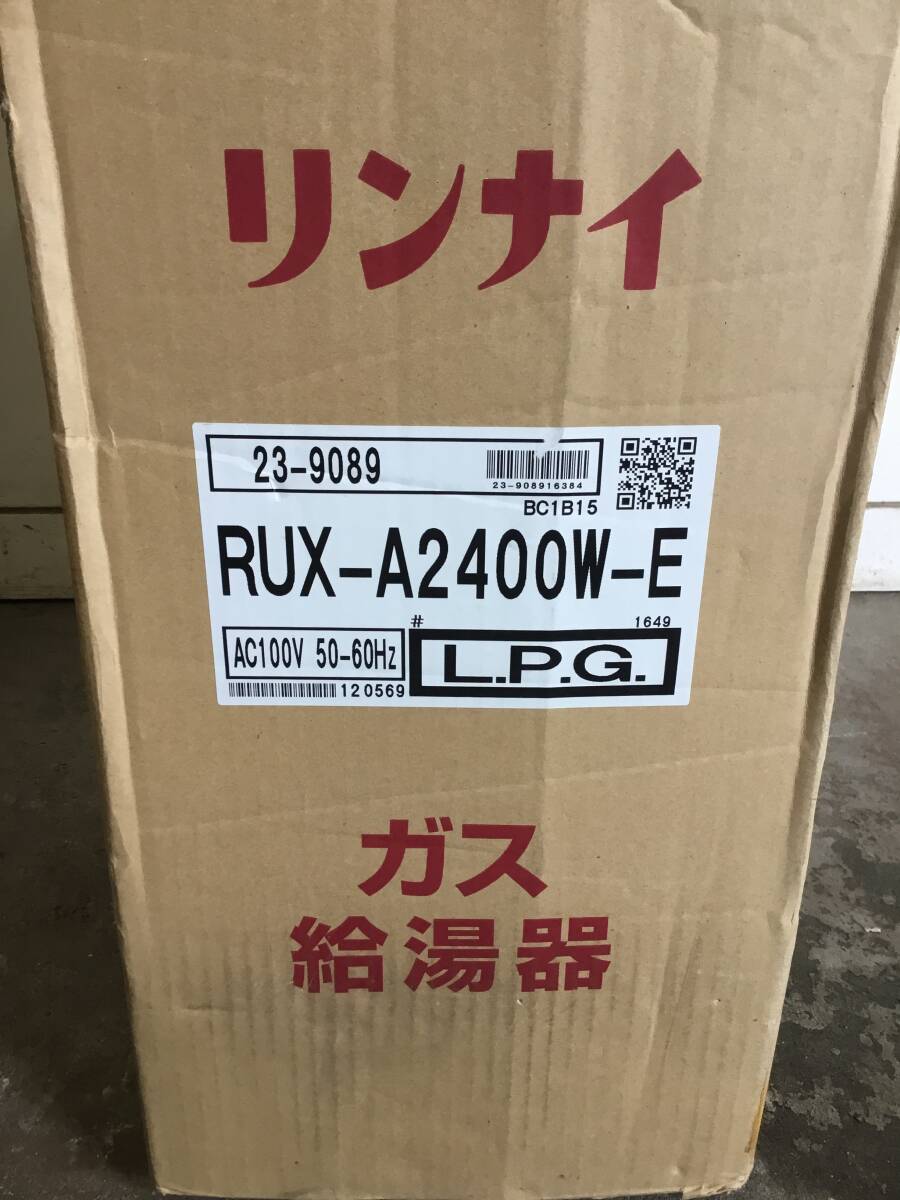 リンナイ
23-9089
23-908916384
BC1B15
RUX-A2400W-E
# 1649
AC100V 50-60Hz
L.P.G.
120569
ガス
給湯器